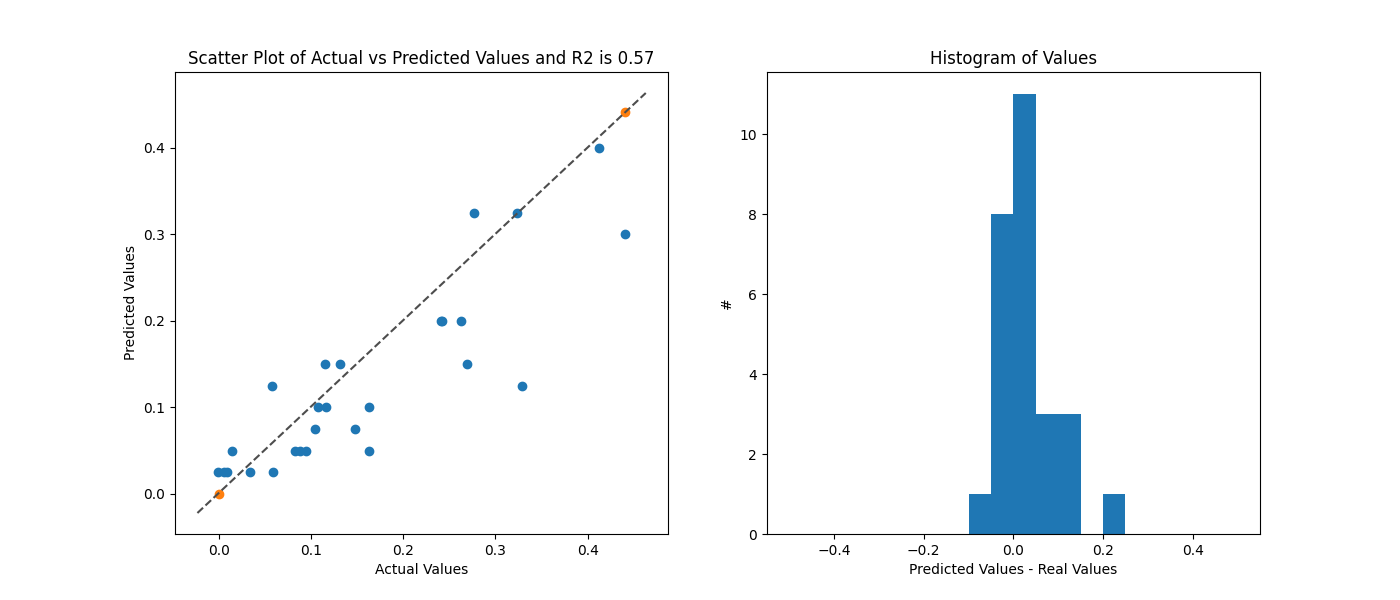 Scatter Plot of Actual vs Predicted Values and R2 is 0.57
0.4
0.3
0.2
0.1
0.0
Predicted Values
0.0 0.1 0.2 0.3 0.4
Actual Values
Histogram of Values
10
8
6
4
2
0
#
−0.4 −0.2 0.0 0.2 0.4
Predicted Values - Real Values